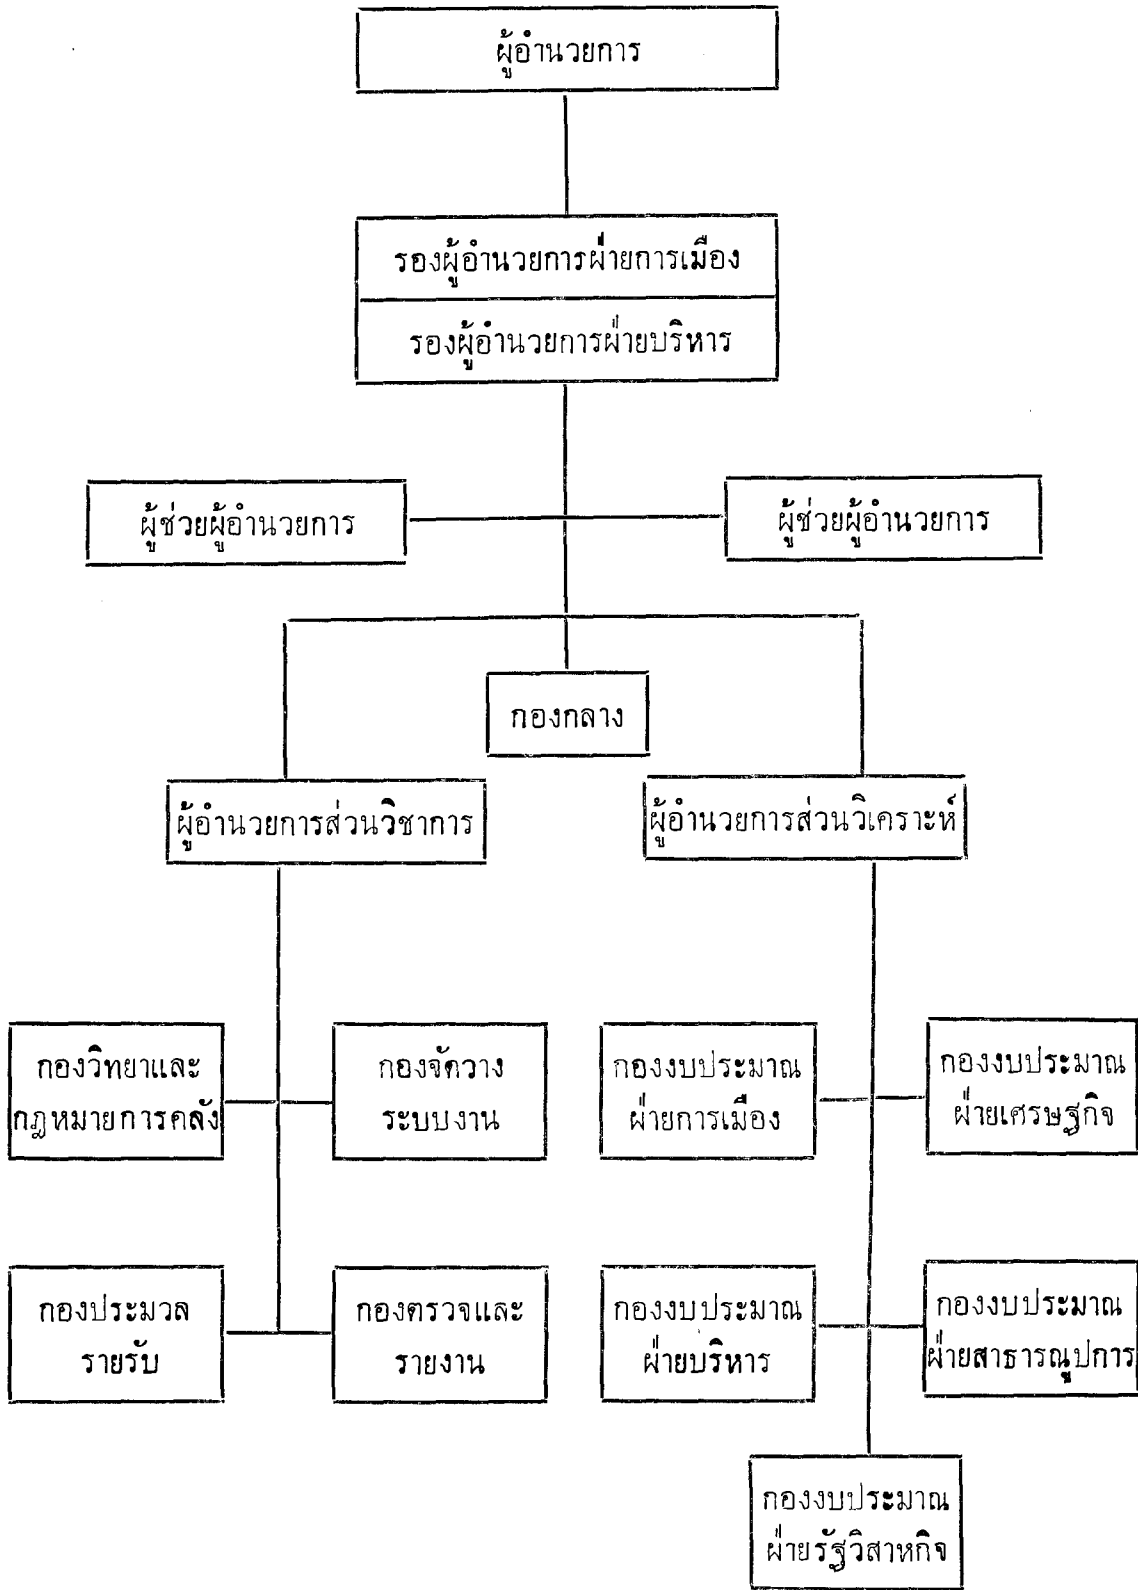 ผู้อำนวยการ
รองผู้อำนวยการฝ่ายการเมือง
รองผู้อำนวยการฝ่ายบริหาร
ผู้ช่วยผู้อำนวยการ
ผู้ช่วยผู้อำนวยการ
กองกลาง
ผู้อำนวยการส่วนวิชาการ
ผู้อำนวยการส่วนวิเคราะห์
กองวิทยาและ
กฎหมายการคลัง
กองจัดวาง
ระบบงาน
กองงบประมาณ
ฝ่ายการเมือง
กองงบประมาณ
ฝ่ายเศรษฐกิจ
กองประมวล
รายรับ
กองตรวจและ
รายงาน
กองงบประมาณ
ฝ่ายบริหาร
กองงบประมาณ
ฝ่ายสาธารณูปการ
กองงบประมาณ
ฝ่ายรัฐวิสาหกิจ